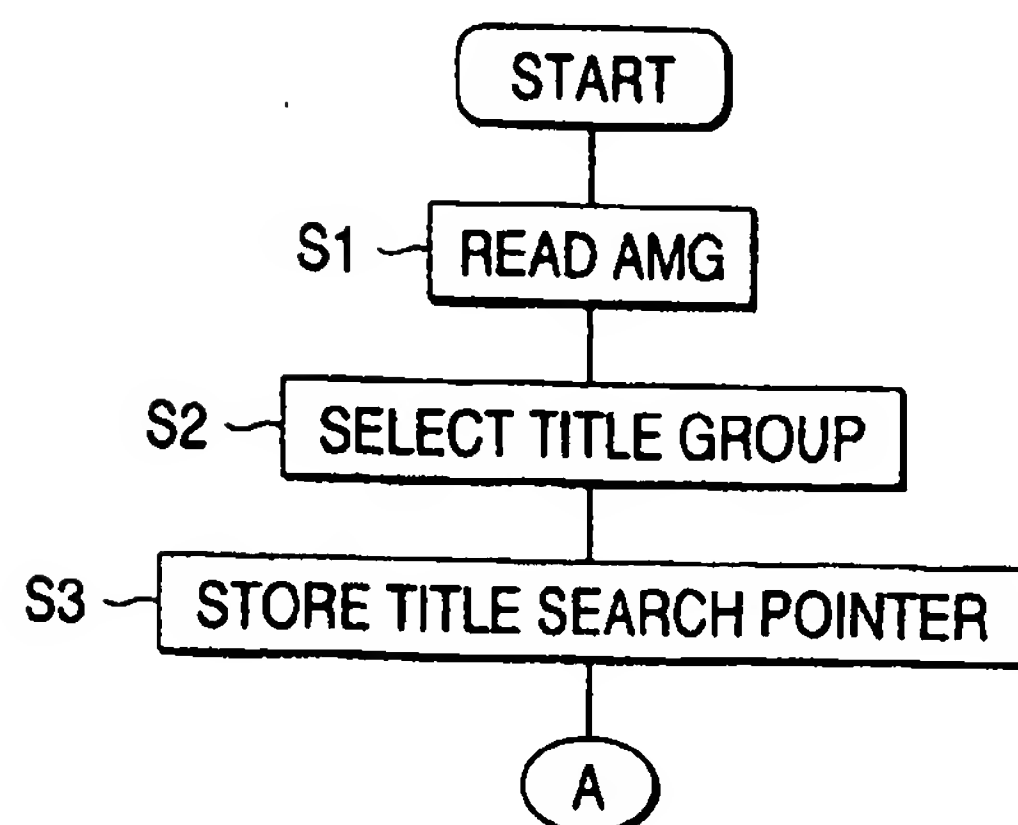 START
S1 READ AMG
S2 SELECT TITLE GROUP
S3 STORE TITLE SEARCH POINTER
A